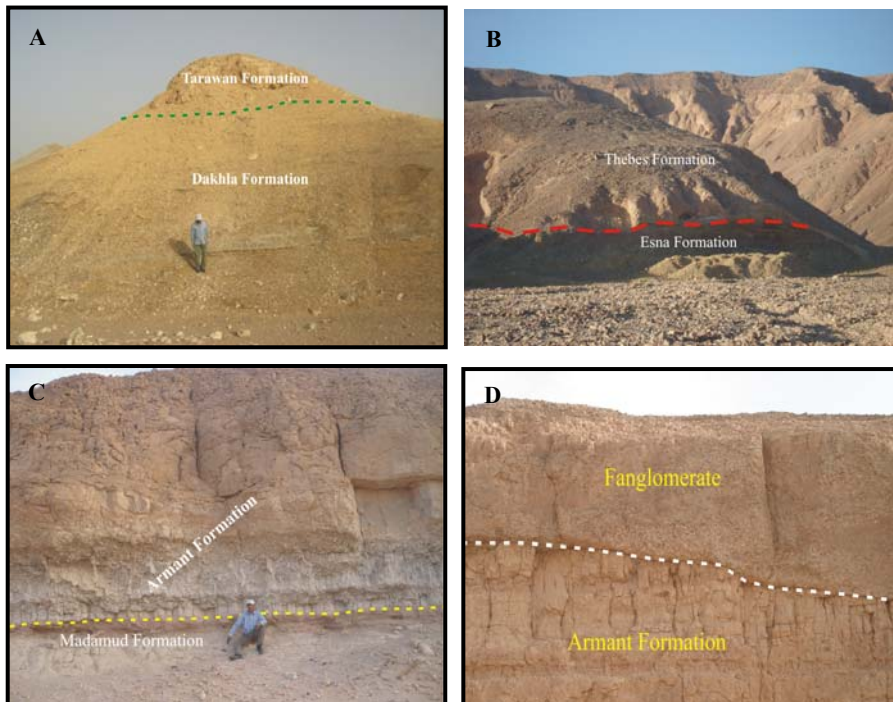 A
Tarawan Formation
Dakhla Formation
B
Thebes Formation
Esna Formation
C
Armant Formation
Madamud Formation
D
Fanglomerate
Armant Formation